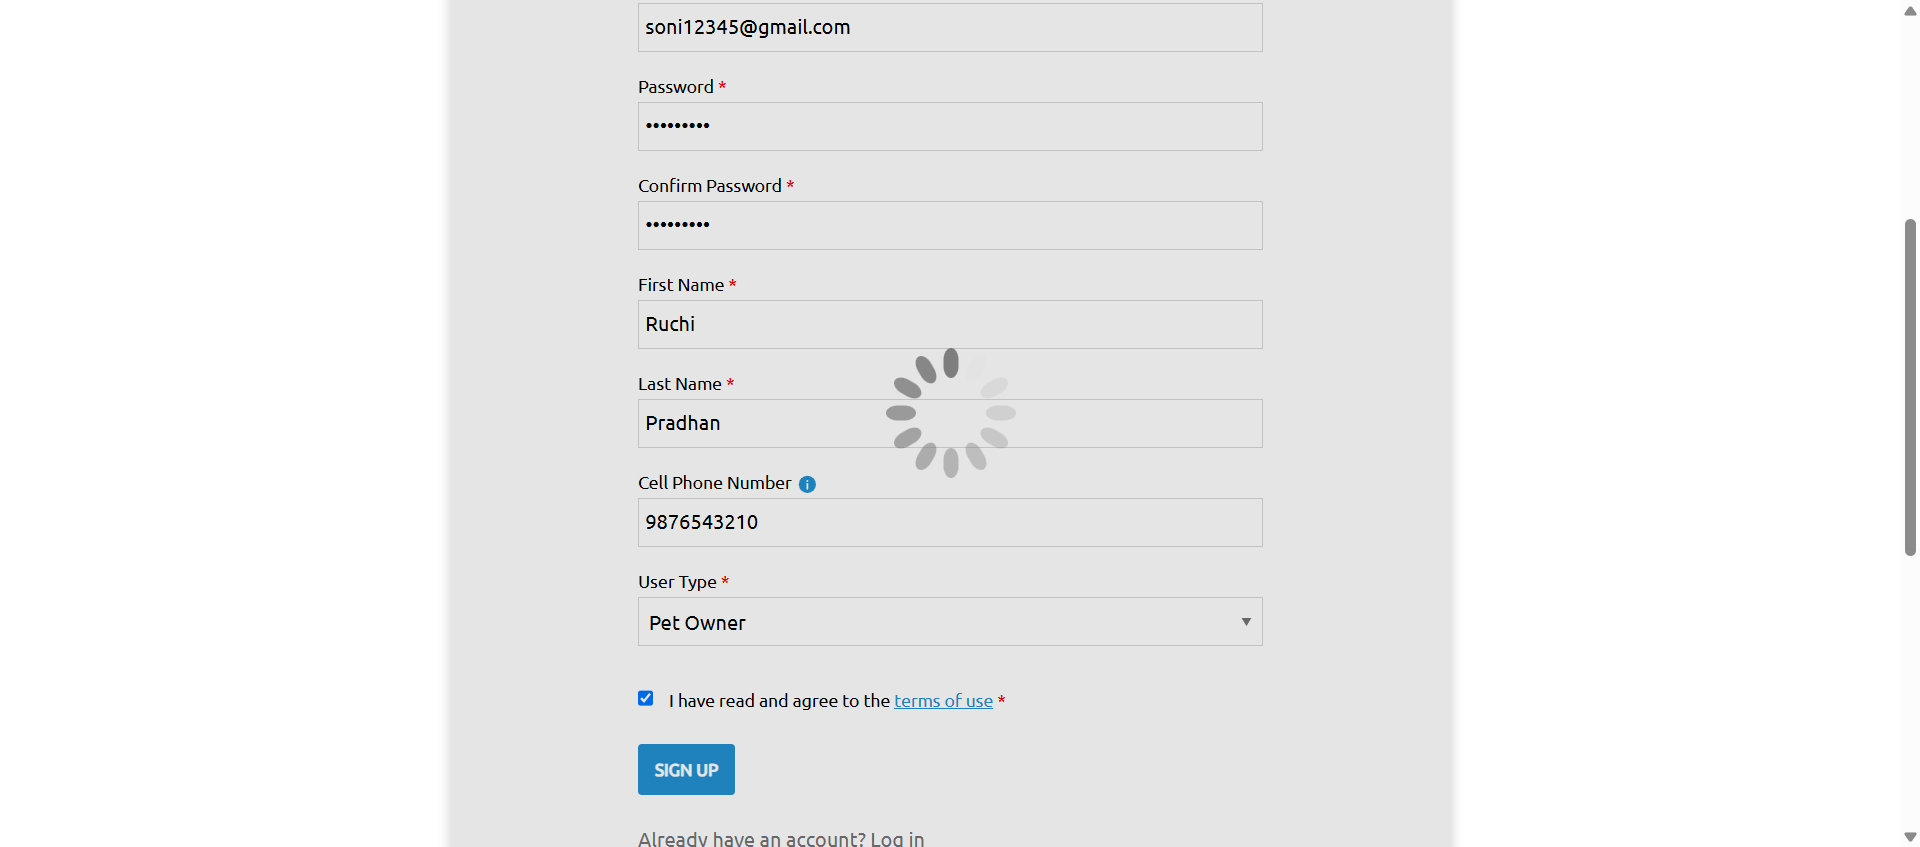 soni12345@gmail.com
Password *
•••••••••
Confirm Password *
•••••••••
First Name *
Ruchi
Last Name *
Pradhan
Cell Phone Number i
9876543210
User Type *
Pet Owner
I have read and agree to the terms of use *
SIGN UP
Already have an account? Log in